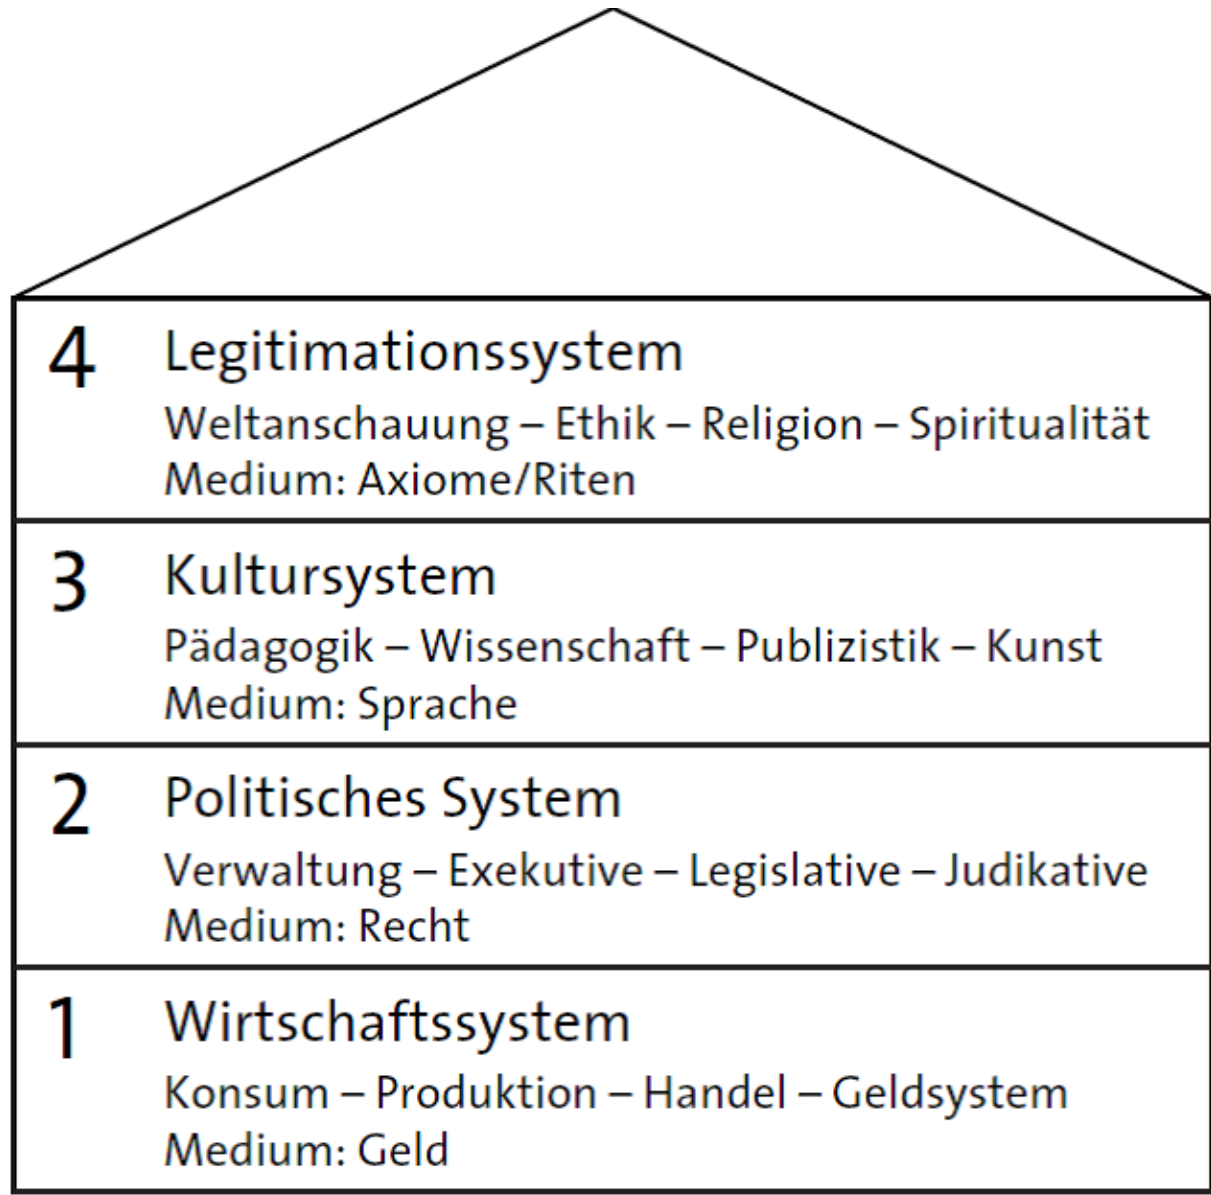 4 Legitimationssystem
Weltanschauung – Ethik – Religion – Spiritualität
Medium: Axiome/Riten
3 Kultursystem
Pädagogik – Wissenschaft – Publizistik – Kunst
Medium: Sprache
2 Politisches System
Verwaltung – Exekutive – Legislative – Judikative
Medium: Recht
1 Wirtschaftssystem
Konsum – Produktion – Handel – Geldsystem
Medium: Geld